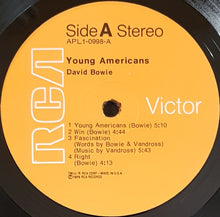 Side A Stereo
APL1-0998-A
Young Americans
David Bowie
RCA
Victor
1 Young Americans (Bowie) 5:10
2 Win (Bowie) 4:44
3 Fascination
(Words by Bowie & Vandross)
(Music by Vandross) 5:43
4 Right
(Bowie) 4:13